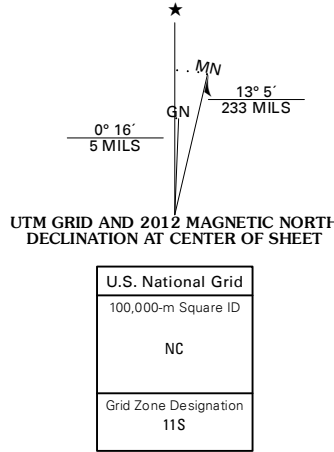 ★
MN
GN
13° 5´
233 MILS
0° 16´
5 MILS
UTM GRID AND 2012 MAGNETIC NORTH
DECLINATION AT CENTER OF SHEET
U.S. National Grid
100,000-m Square ID
NC
Grid Zone Designation
11S